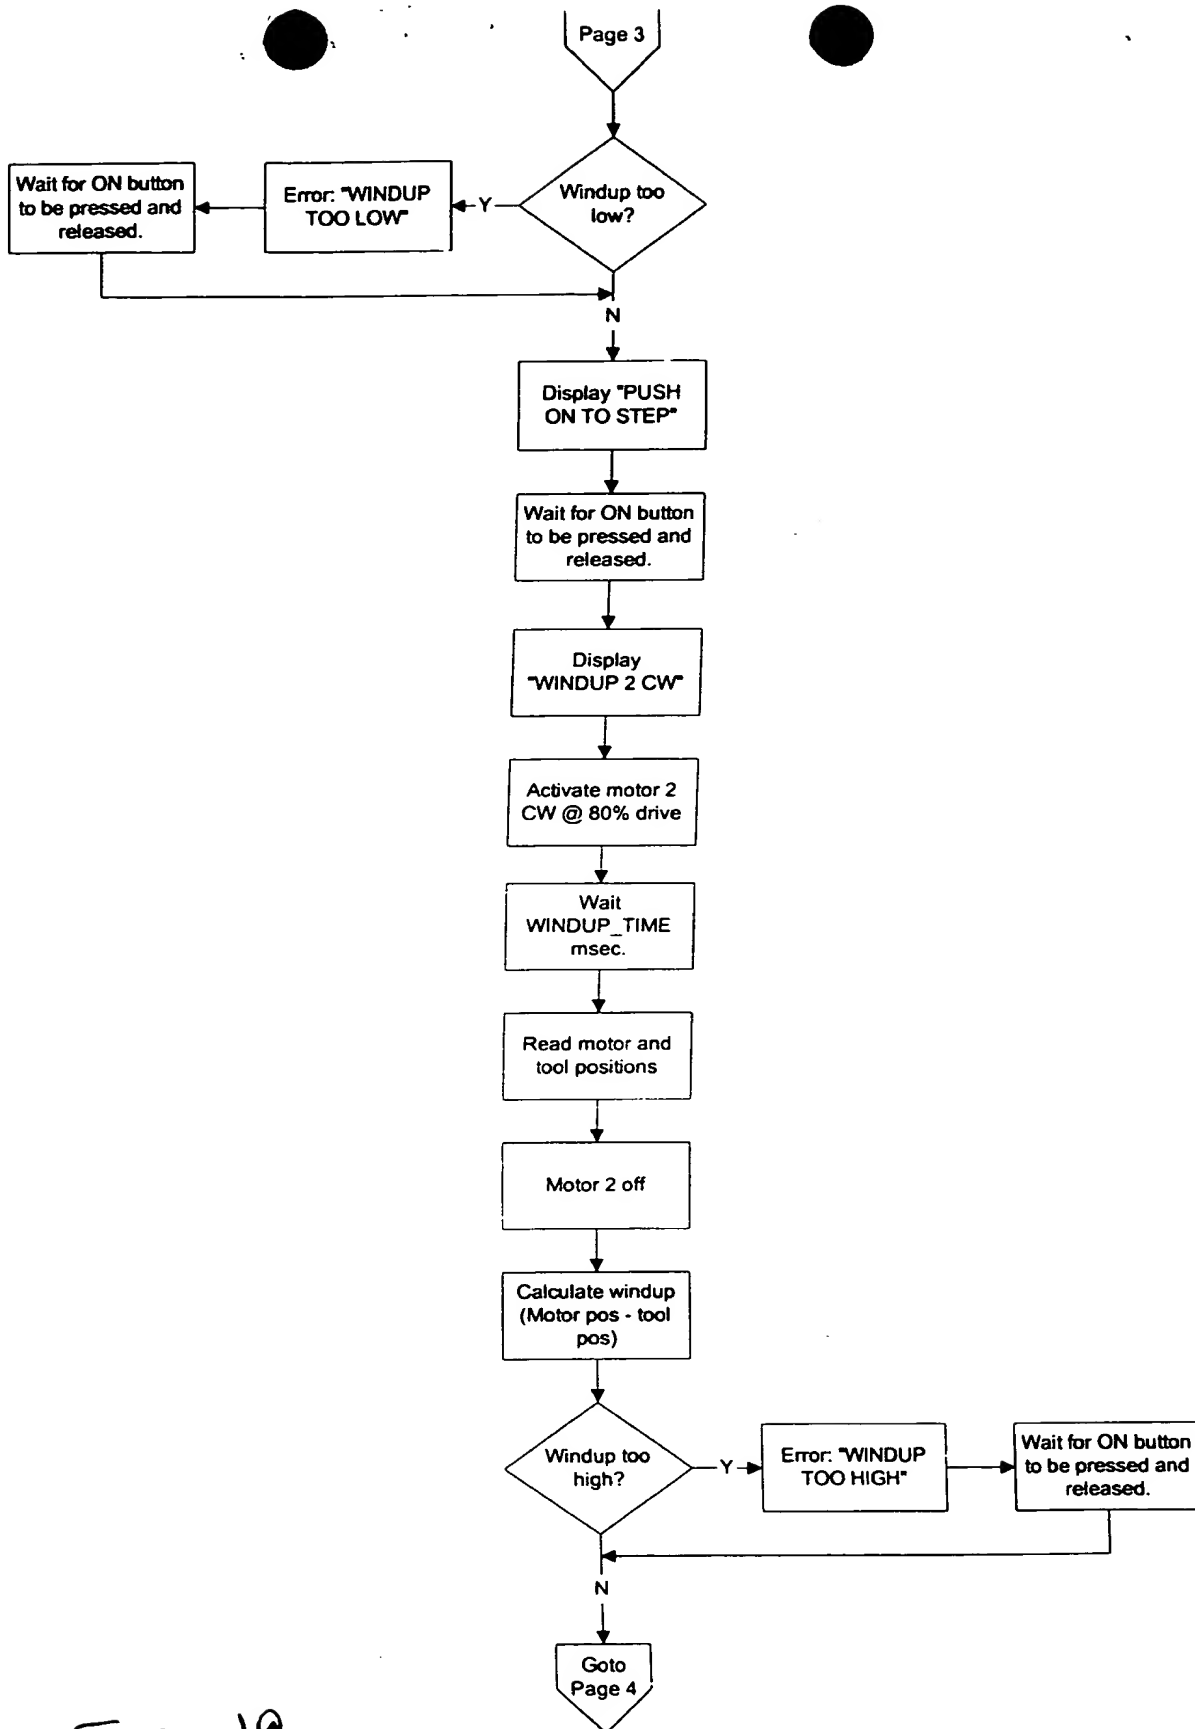 Page 3
Windup too
low?
Y
Error: "WINDUP
TOO LOW"
Wait for ON button
to be pressed and
released.
N
Display "PUSH
ON TO STEP"
Wait for ON button
to be pressed and
released.
Display
"WINDUP 2 CW"
Activate motor 2
CW @ 80% drive
Wait
WINDUP_TIME
msec.
Read motor and
tool positions
Motor 2 off
Calculate windup
(Motor pos - tool
pos)
Windup too
high?
Y
Error: "WINDUP
TOO HIGH"
Wait for ON button
to be pressed and
released.
N
Goto
Page 4